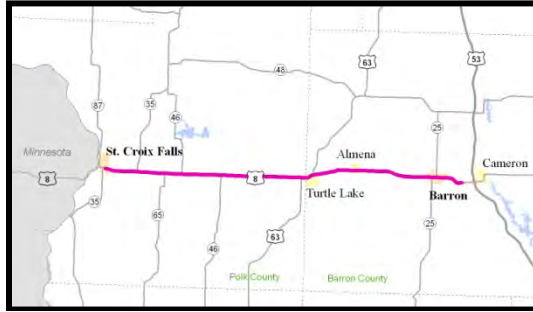 53
63
48
87
35
46
25
Minnesota
St. Croix Falls
Almena
Cameron
8
8
Turtle Lake
Barron
35
65
46
63
25
Polk County
Barron County